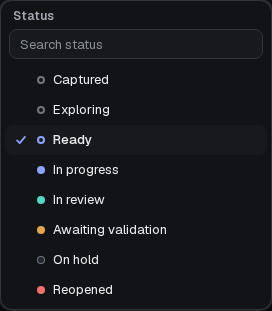 Status
Search status
Captured
Exploring
Ready
In progress
In review
Awaiting validation
On hold
Reopened